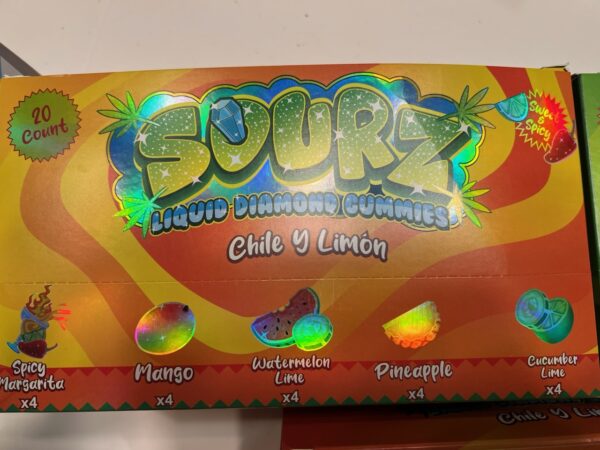 20
Count
SOURZ
Sweet
&
Spicy
LIQUID DIAMOND GUMMIES
Chile y Limón
Spicy
Margarita
x4
Mango
x4
Watermelon
Lime
x4
Pineapple
x4
Cucumber
Lime
x4
Chile y Li